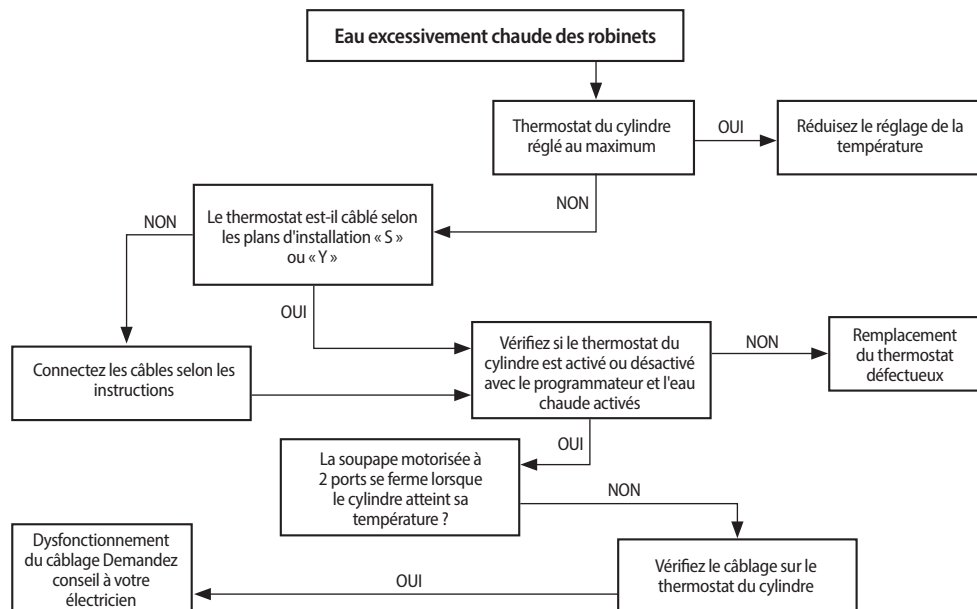 Eau excessivement chaude des robinets
Thermostat du cylindre
réglé au maximum
OUI
Réduisez le réglage de la
température
NON
NON
Le thermostat est-il câblé selon
les plans d'installation « S »
ou « Y »
OUI
Connectez les câbles selon les
instructions
Vérifiez si le thermostat du
cylindre est activé ou désactivé
avec le programmateur et l'eau
chaude activés
NON
Remplacement
du thermostat
défectueux
OUI
La soupape motorisée à
2 ports se ferme lorsque
le cylindre atteint sa
température ?
NON
Vérifiez le câblage sur le
thermostat du cylindre
OUI
Dysfonctionnement
du câblage Demandez
conseil à votre
électricien